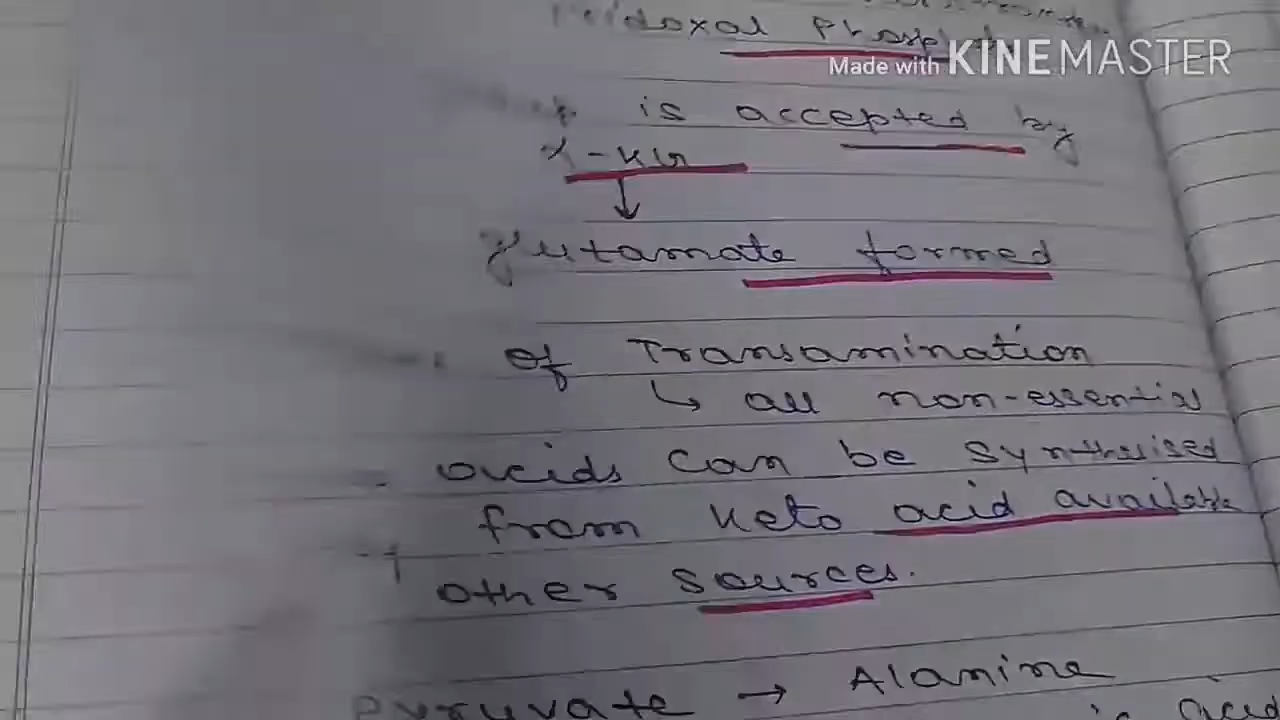 Phosph
Made with KINEMASTER
is accepted by
α-KG
↓
glutamate formed
of Transamination
↳ all non-essential
acids can be synthesised
from keto acid available
other sources.
Pyruvate → Alanine
acid